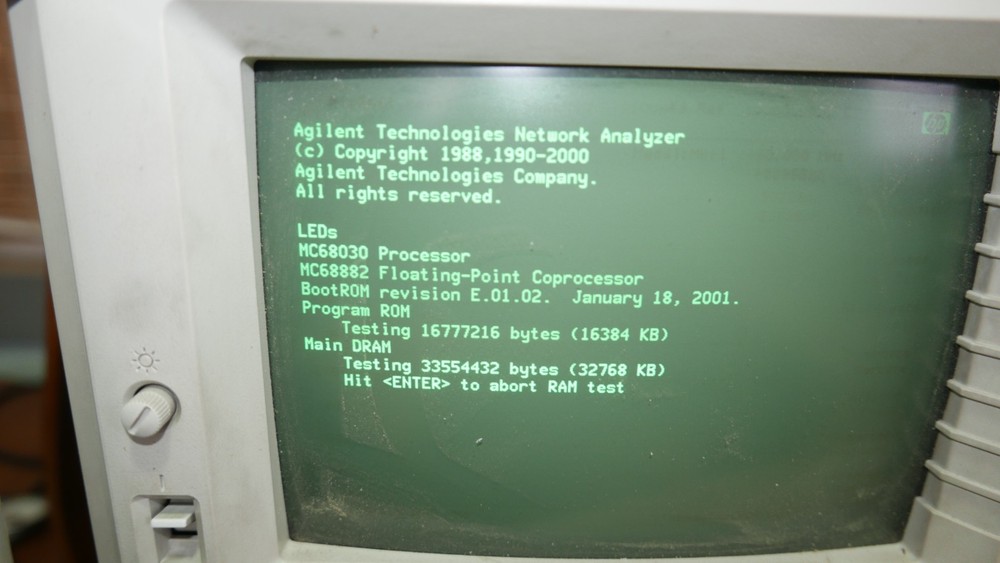 Agilent Technologies Network Analyzer
(c) Copyright 1988,1990-2000
Agilent Technologies Company.
All rights reserved.
LEDs
MC68030 Processor
MC68882 Floating-Point Coprocessor
BootROM revision E.01.02.  January 18, 2001.
Program ROM
Testing 16777216 bytes (16384 KB)
Main DRAM
Testing 33554432 bytes (32768 KB)
Hit <ENTER> to abort RAM test